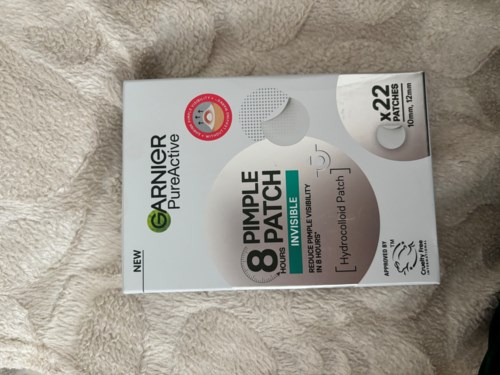 NEW
GARNIER
PureActive
8
HOURS
PIMPLE
PATCH
INVISIBLE
REDUCE PIMPLE VISIBILITY
IN 8 HOURS*
[Hydrocolloid Patch]
x22
PATCHES
10mm, 12mm
APPROVED BY
Cruelty Free